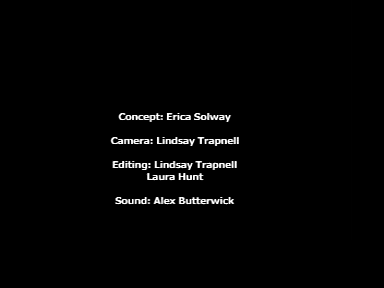 Concept: Erica Solway
Camera: Lindsay Trapnell
Editing: Lindsay Trapnell
Laura Hunt
Sound: Alex Butterwick